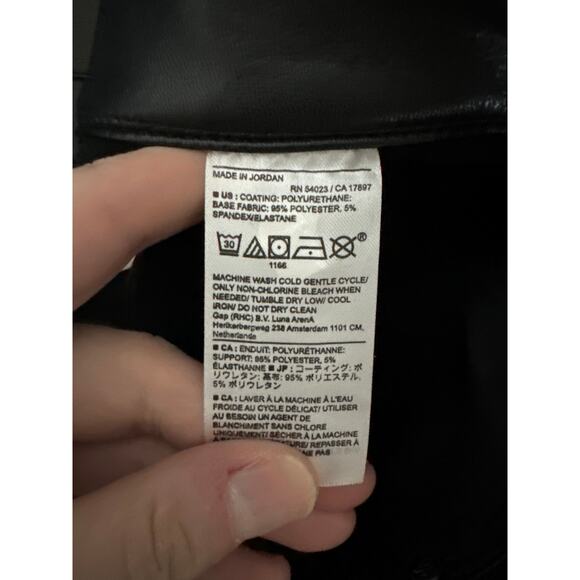 MADE IN JORDAN
RN 54023 / CA 17897
■ US : COATING: POLYURETHANE:
BASE FABRIC: 95% POLYESTER, 5%
SPANDEX/ELASTANE
30
®
1166
MACHINE WASH COLD GENTLE CYCLE/
ONLY NON-CHLORINE BLEACH WHEN
NEEDED/ TUMBLE DRY LOW/ COOL
IRON/ DO NOT DRY CLEAN
Gap (RHC) B.V. Luna ArenA
Herikerbergweg 238 Amsterdam 1101 CM,
Netherlands
■ CA : ENDUIT: POLYURÉTHANNE:
SUPPORT: 95% POLYESTER, 5%
ÉLASTHANNE ■ JP : コーティング: ポ
リウレタン: 基布: 95% ポリエステル,
5% ポリウレタン
■ CA : LAVER À LA MACHINE À L'EAU
FROIDE AU CYCLE DÉLICAT/ UTILISER
AU BESOIN UN AGENT DE
BLANCHIMENT SANS CHLORE
UNIQUEMENT/ SÉCHER À LA MACHINE
/ REPASSER À
NE PAS